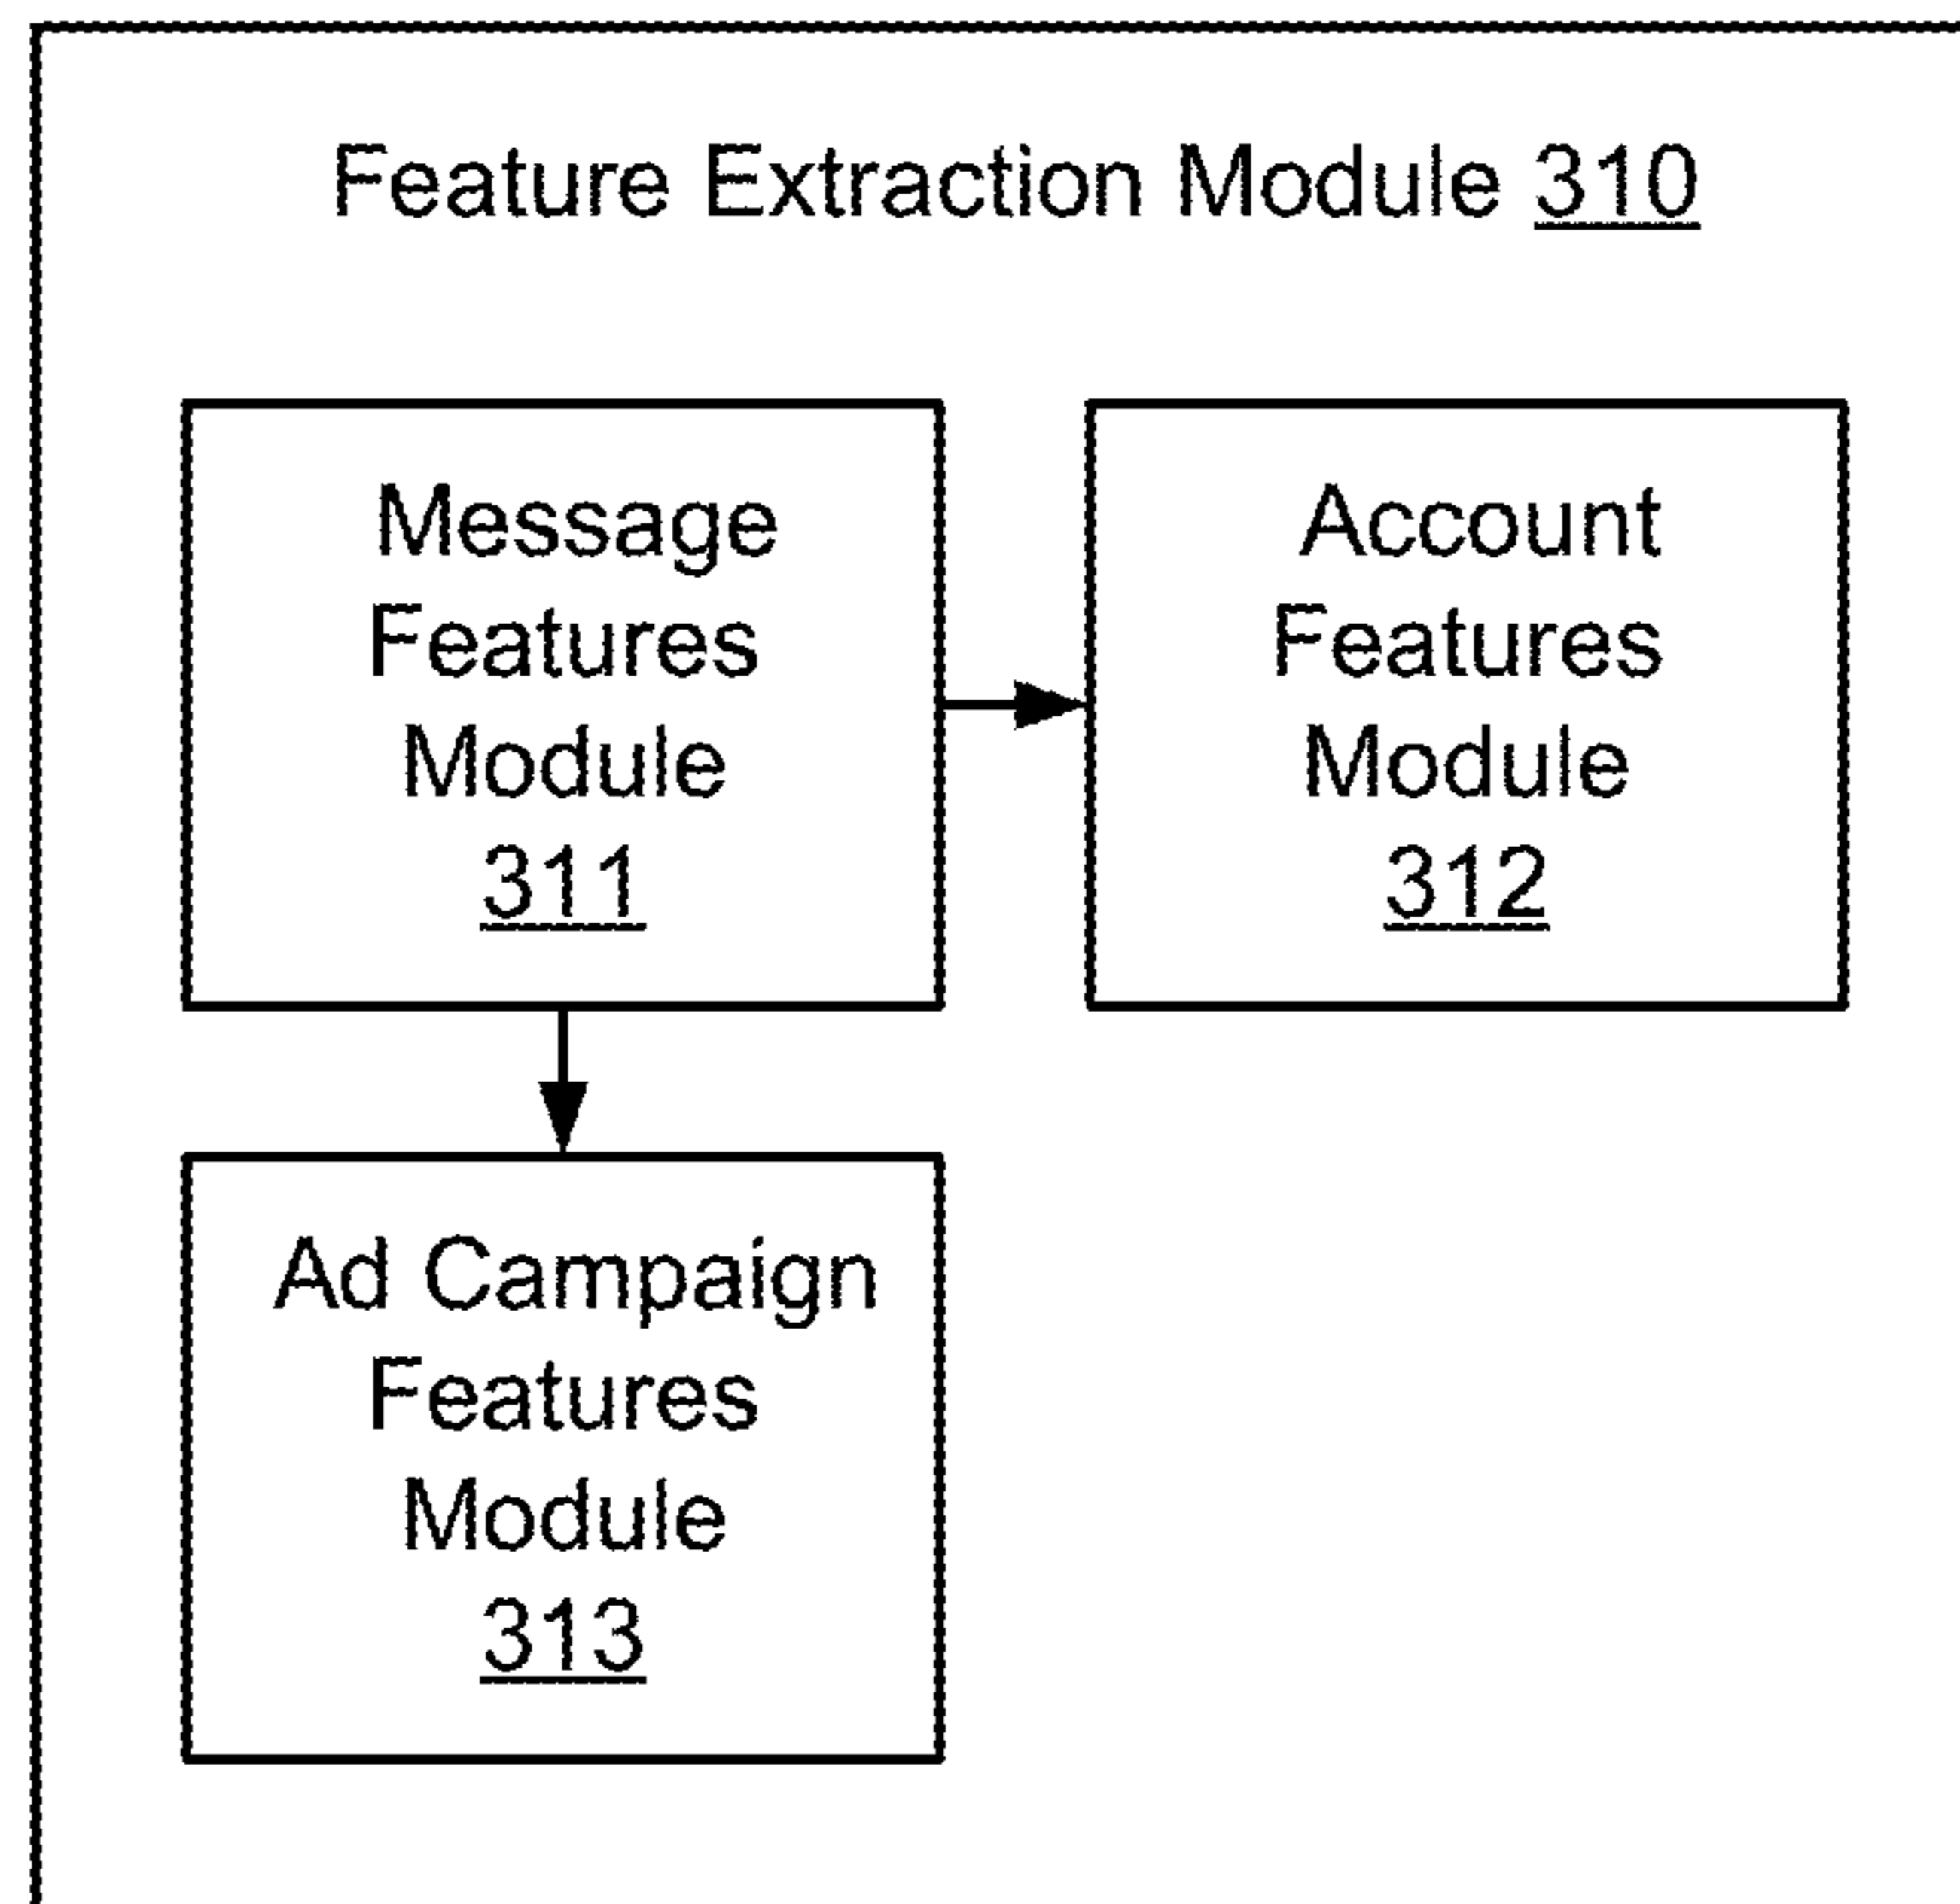 Feature Extraction Module 310
Message
Features
Module
311
Account
Features
Module
312
Ad Campaign
Features
Module
313